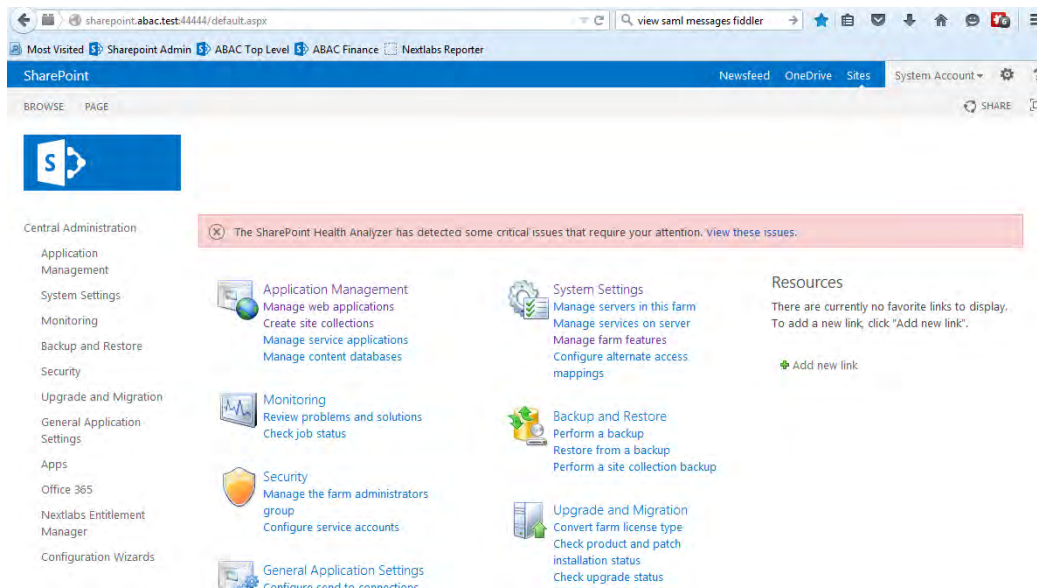 sharepoint.abac.test:44444/default.aspx
view saml messages fiddler
Most Visited Sharepoint Admin ABAC Top Level ABAC Finance Nextlabs Reporter
SharePoint
Newsfeed OneDrive Sites System Account ?
BROWSE PAGE
SHARE
S
Central Administration
Application
Management
System Settings
Monitoring
Backup and Restore
Security
Upgrade and Migration
General Application
Settings
Apps
Office 365
Nextlabs Entitlement
Manager
Configuration Wizards
The SharePoint Health Analyzer has detected some critical issues that require your attention. View these issues.
Application Management
Manage web applications
Create site collections
Manage service applications
Manage content databases
Monitoring
Review problems and solutions
Check job status
Security
Manage the farm administrators
group
Configure service accounts
General Application Settings
Configure send to connections
System Settings
Manage servers in this farm
Manage services on server
Manage farm features
Configure alternate access
mappings
Backup and Restore
Perform a backup
Restore from a backup
Perform a site collection backup
Upgrade and Migration
Convert farm license type
Check product and patch
installation status
Check upgrade status
Resources
There are currently no favorite links to display.
To add a new link, click "Add new link".
Add new link